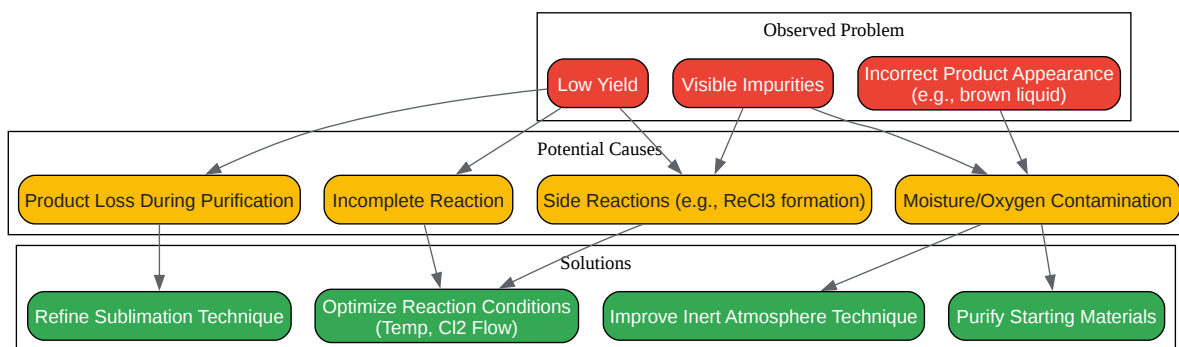 Observed Problem
Low Yield
Visible Impurities
Incorrect Product Appearance
(e.g., brown liquid)
Potential Causes
Product Loss During Purification
Incomplete Reaction
Side Reactions (e.g., ReCl3 formation)
Moisture/Oxygen Contamination
Solutions
Refine Sublimation Technique
Optimize Reaction Conditions
(Temp, Cl2 Flow)
Improve Inert Atmosphere Technique
Purify Starting Materials